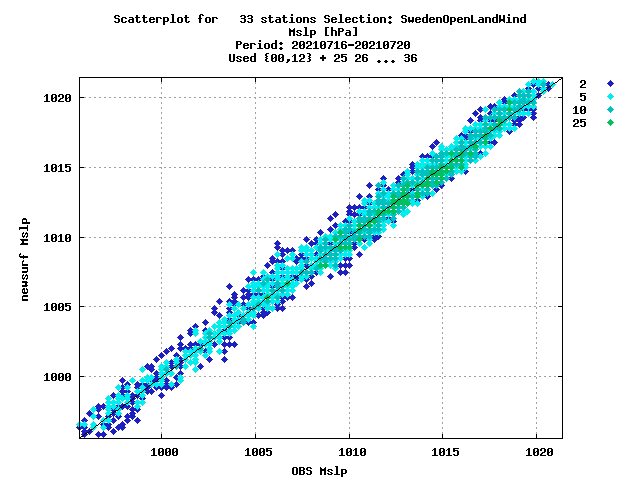 Scatterplot for   33 stations Selection: SwedenOpenLandWind
Mslp [hPa]
Period: 20210716-20210720
Used {00,12} + 25 26 ... 36
2
5
10
25
1020
1015
1010
1005
1000
newsurf Mslp
1000 1005 1010 1015 1020
OBS Mslp